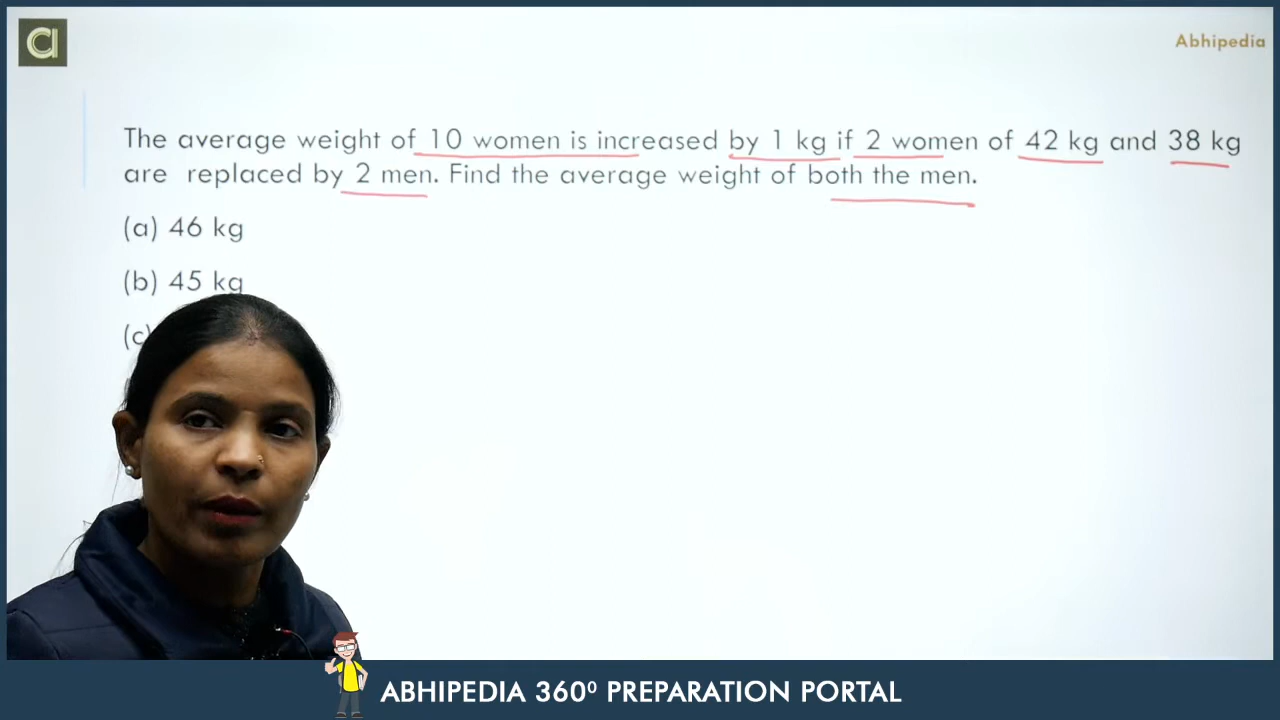 Abhipedia
The average weight of 10 women is increased by 1 kg if 2 women of 42 kg and 38 kg
are replaced by 2 men. Find the average weight of both the men.
(a) 46 kg
(b) 45 kg
(c)
ABHIPEDIA 360⁰ PREPARATION PORTAL